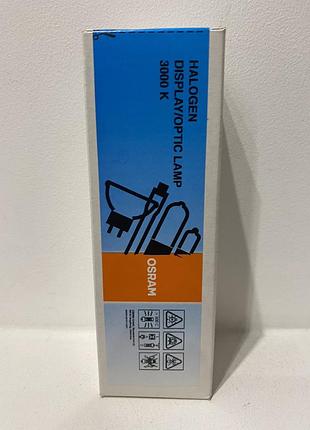 HALOGEN
DISPLAY/OPTIC LAMP
3000 K
OSRAM